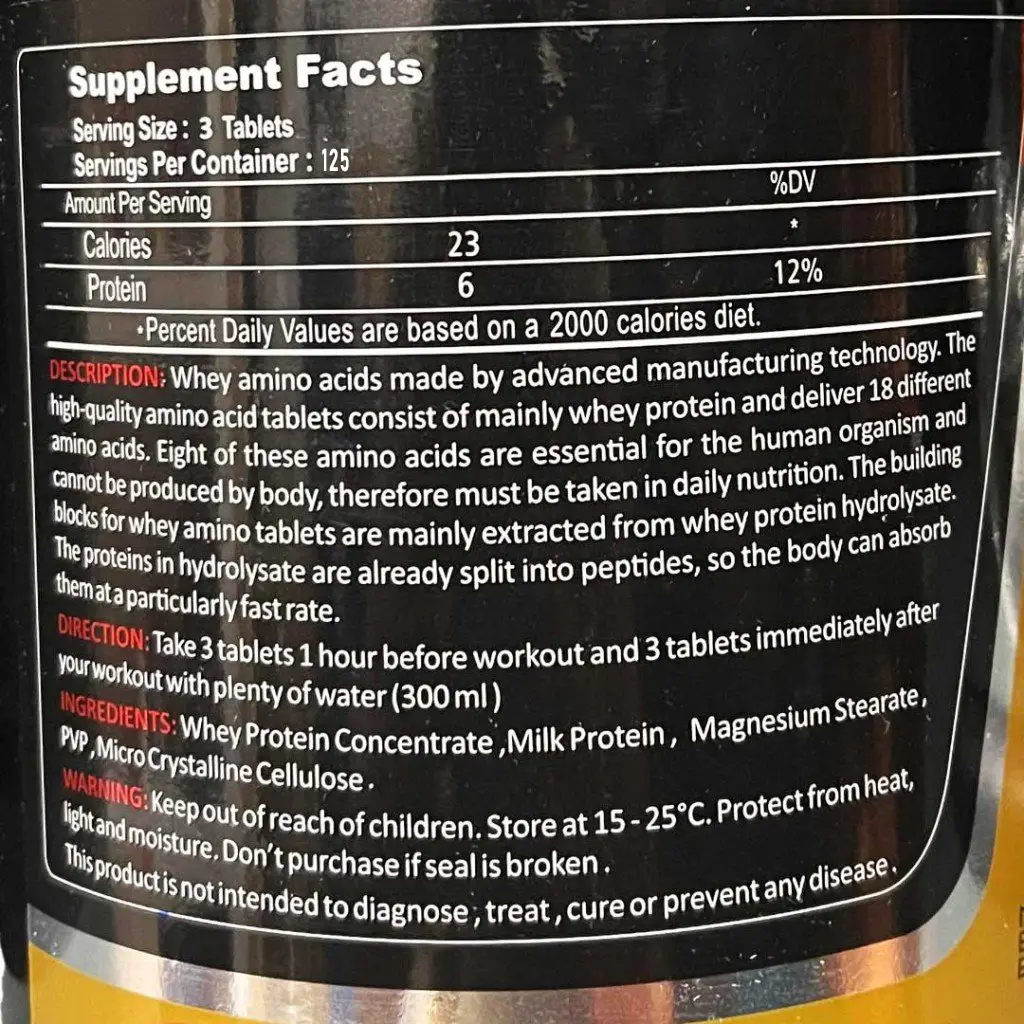 Supplement Facts
Serving Size : 3 Tablets
Servings Per Container : 125
%DV
Amount Per Serving
Calories 23 *
Protein 6 12%
*Percent Daily Values are based on a 2000 calories diet.
DESCRIPTION: Whey amino acids made by advanced manufacturing technology. The
high-quality amino acid tablets consist of mainly whey protein and deliver 18 different
amino acids. Eight of these amino acids are essential for the human organism and
cannot be produced by body, therefore must be taken in daily nutrition. The building
blocks for whey amino tablets are mainly extracted from whey protein hydrolysate.
The proteins in hydrolysate are already split into peptides, so the body can absorb
them at a particularly fast rate.
DIRECTION: Take 3 tablets 1 hour before workout and 3 tablets immediately after
your workout with plenty of water (300 ml )
INGREDIENTS: Whey Protein Concentrate ,Milk Protein , Magnesium Stearate,
PVP , Micro Crystalline Cellulose .
WARNING: Keep out of reach of children. Store at 15 - 25°C. Protect from heat,
light and moisture. Don't purchase if seal is broken .
This product is not intended to diagnose , treat , cure or prevent any disease .